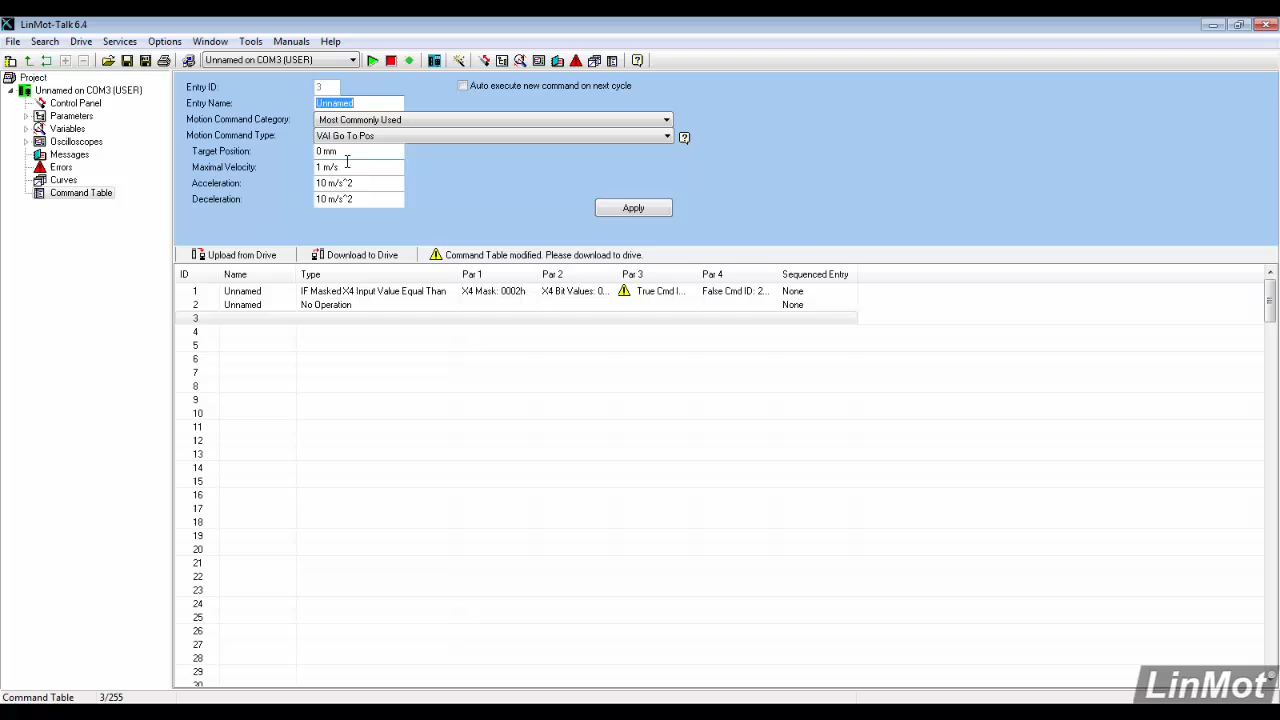 LinMot-Talk 6.4
File Search Drive Services Options Window Tools Manuals Help
Unnamed on COM3 (USER)
Project
Unnamed on COM3 (USER)
Control Panel
Parameters
Variables
Oscilloscopes
Messages
Errors
Curves
Command Table
Entry ID: 3
Auto execute new command on next cycle
Entry Name: Unnamed
Motion Command Category: Most Commonly Used
Motion Command Type: VAI Go To Pos
Target Position: 0 mm
Maximal Velocity: 1 m/s
Acceleration: 10 m/s^2
Deceleration: 10 m/s^2
Apply
Upload from Drive Download to Drive Command Table modified. Please download to drive.
ID Name Type Par 1 Par 2 Par 3 Par 4 Sequenced Entry
1 Unnamed IF Masked X4 Input Value Equal Than X4 Mask: 0002h X4 Bit Values: 0... True Cmd I... False Cmd ID: 2... None
2 Unnamed No Operation None
3
4
5
6
7
8
9
10
11
12
13
14
15
16
17
18
19
20
21
22
23
24
25
26
27
28
29
30
Command Table 3/255
LinMot